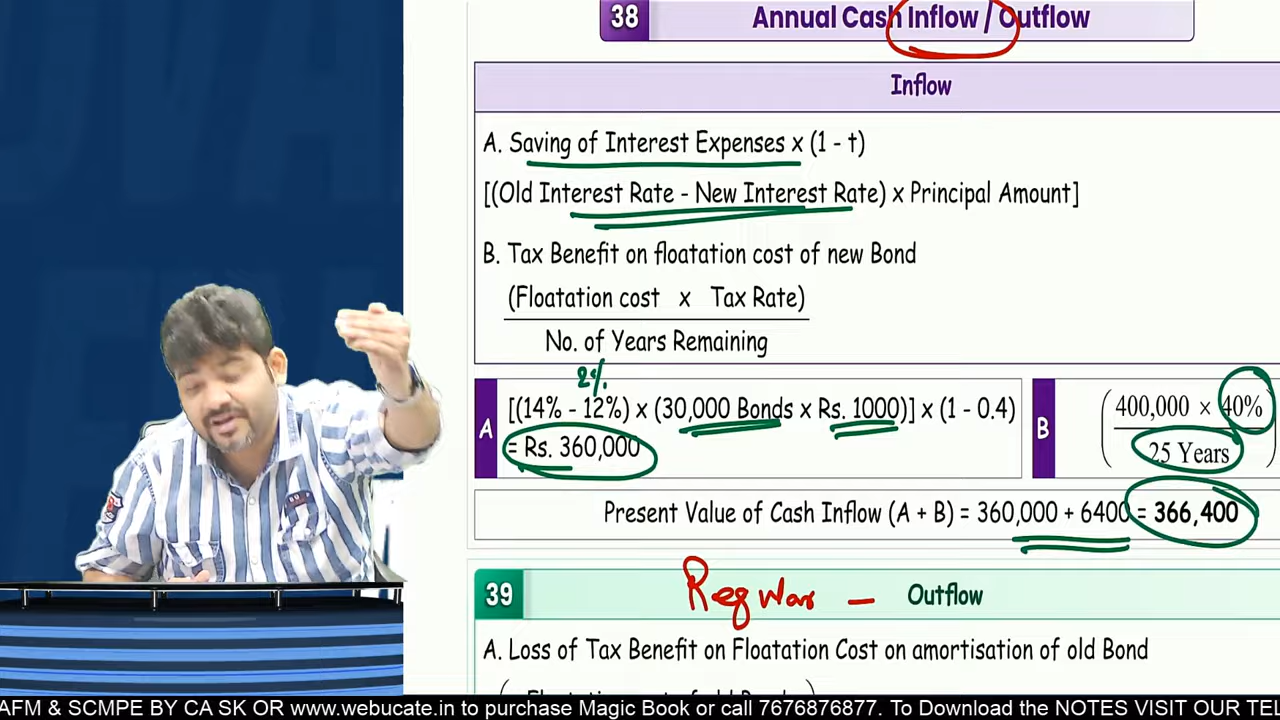 38 Annual Cash Inflow / Outflow
Inflow
A. Saving of Interest Expenses x (1 - t)
[(Old Interest Rate - New Interest Rate) x Principal Amount]
B. Tax Benefit on floatation cost of new Bond
(Floatation cost x Tax Rate)
No. of Years Remaining
2%
A [(14% - 12%) x (30,000 Bonds x Rs. 1000)] x (1 - 0.4)
= Rs. 360,000
B (400,000 × 40%
25 Years)
Present Value of Cash Inflow (A + B) = 360,000 + 6400 = 366,400
39 Regular – Outflow
A. Loss of Tax Benefit on Floatation Cost on amortisation of old Bond
AFM & SCMPE BY CA SK OR www.webucate.in to purchase Magic Book or call 7676876877. To Download the NOTES VISIT OUR TEL